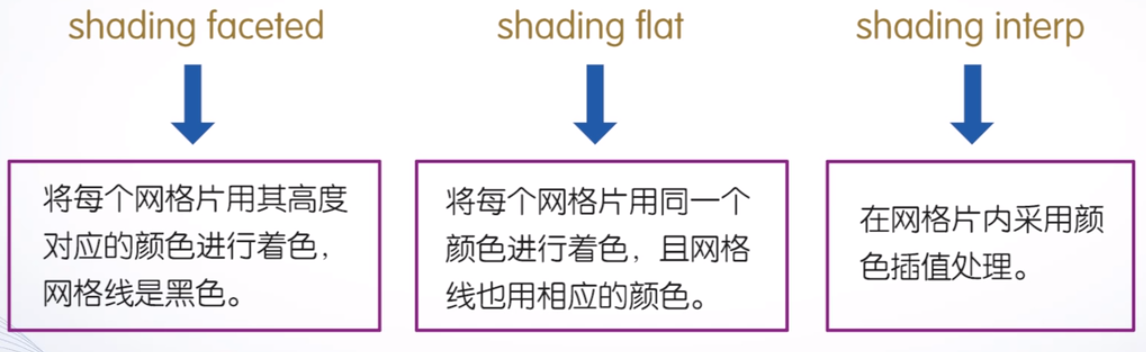 shading faceted
将每个网格片用其高度
对应的颜色进行着色，
网格线是黑色。
shading flat
将每个网格片用同一个
颜色进行着色，且网格
线也用相应的颜色。
shading interp
在网格片内采用颜
色插值处理。